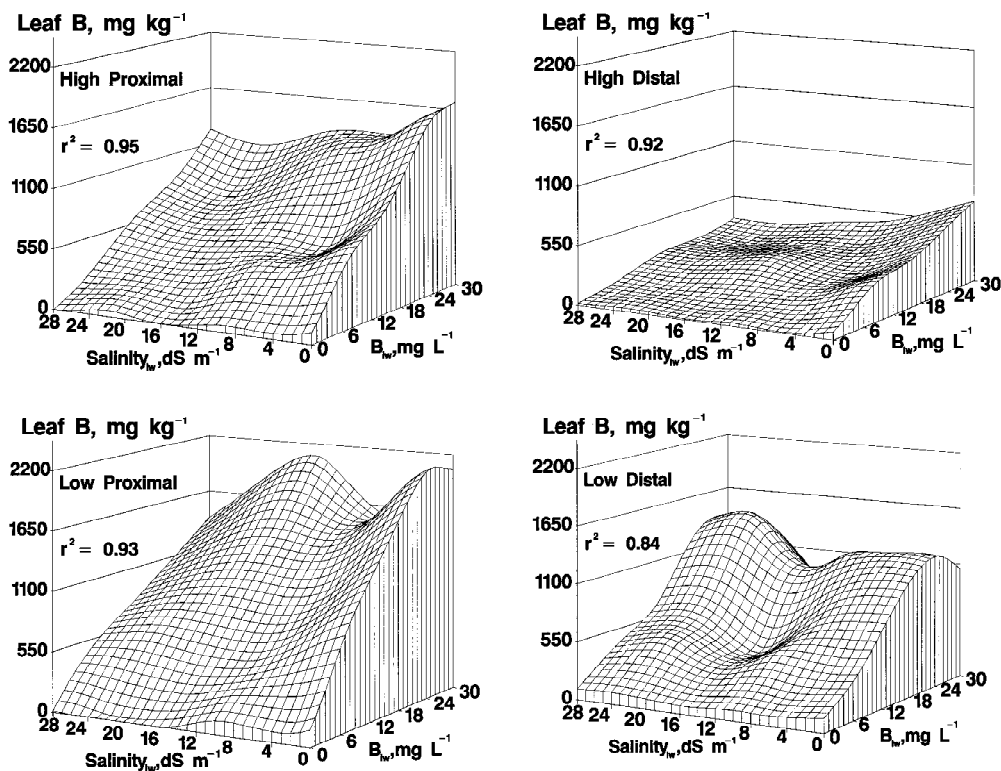 Leaf B, mg kg⁻¹
2200
High Proximal
1650
r² = 0.95
1100
550
0
28 24 20 16 12 8 4 0
Salinity_iw, dS m⁻¹
0 6 12 18 24 30
B_iw, mg L⁻¹
Leaf B, mg kg⁻¹
2200
High Distal
1650
r² = 0.92
1100
550
0
28 24 20 16 12 8 4 0
Salinity_iw, dS m⁻¹
0 6 12 18 24 30
B_iw, mg L⁻¹
Leaf B, mg kg⁻¹
2200
Low Proximal
1650
r² = 0.93
1100
550
0
28 24 20 16 12 8 4 0
Salinity_iw, dS m⁻¹
0 6 12 18 24 30
B_iw, mg L⁻¹
Leaf B, mg kg⁻¹
2200
Low Distal
1650
r² = 0.84
1100
550
0
28 24 20 16 12 8 4 0
Salinity_iw, dS m⁻¹
0 6 12 18 24 30
B_iw, mg L⁻¹